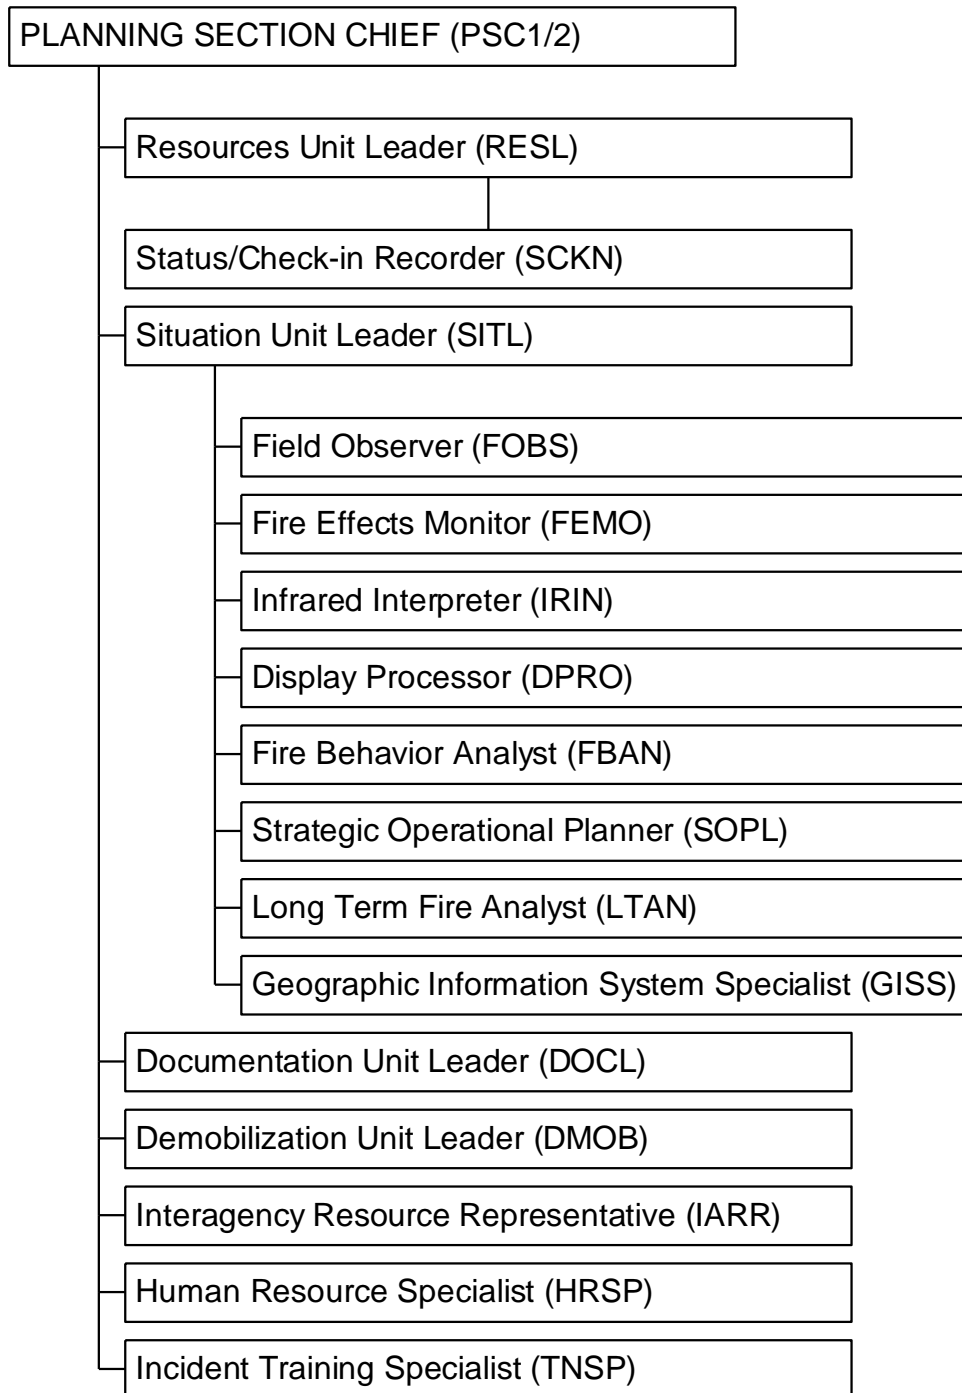 PLANNING SECTION CHIEF (PSC1/2)
Resources Unit Leader (RESL)
Status/Check-in Recorder (SCKN)
Situation Unit Leader (SITL)
Field Observer (FOBS)
Fire Effects Monitor (FEMO)
Infrared Interpreter (IRIN)
Display Processor (DPRO)
Fire Behavior Analyst (FBAN)
Strategic Operational Planner (SOPL)
Long Term Fire Analyst (LTAN)
Geographic Information System Specialist (GISS)
Documentation Unit Leader (DOCL)
Demobilization Unit Leader (DMOB)
Interagency Resource Representative (IARR)
Human Resource Specialist (HRSP)
Incident Training Specialist (TNSP)